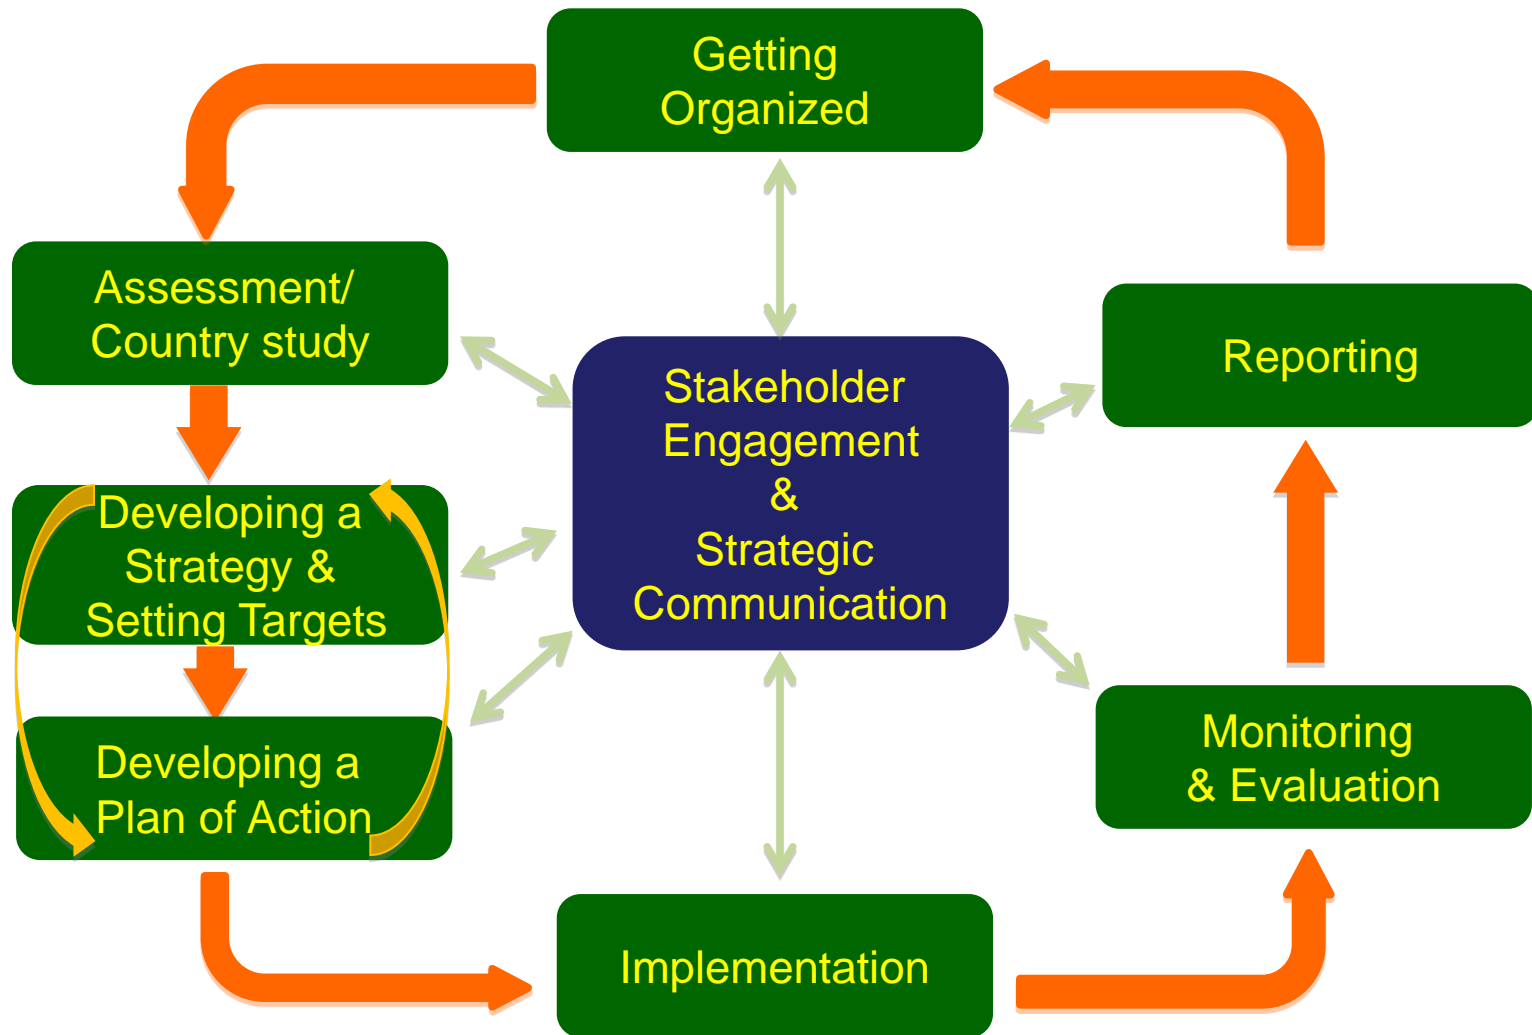 Getting
Organized
Assessment/
Country study
Developing a
Strategy &
Setting Targets
Developing a
Plan of Action
Stakeholder
Engagement
&
Strategic
Communication
Implementation
Reporting
Monitoring
& Evaluation